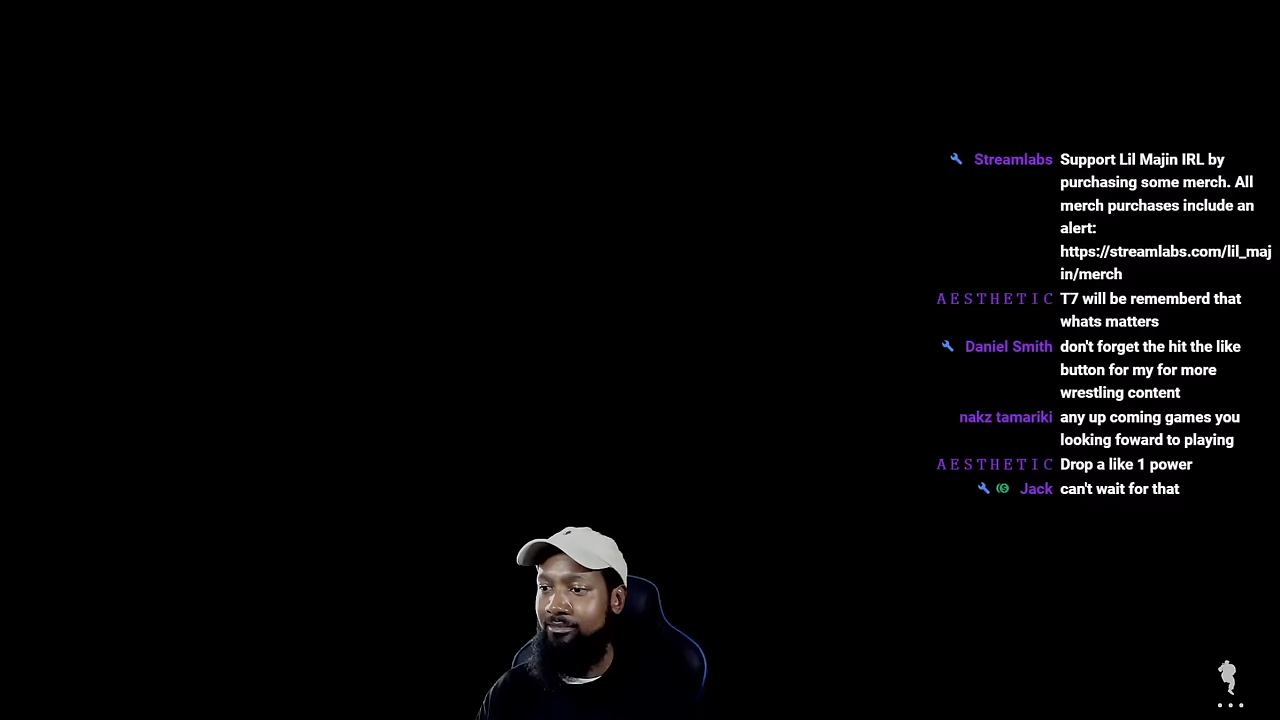 Streamlabs Support Lil Majin IRL by
purchasing some merch. All
merch purchases include an
alert:
https://streamlabs.com/lil_maj
in/merch
AESTHETIC T7 will be rememberd that
whats matters
Daniel Smith don't forget the hit the like
button for my for more
wrestling content
nakz tamariki any up coming games you
looking foward to playing
AESTHETIC Drop a like 1 power
Jack can't wait for that